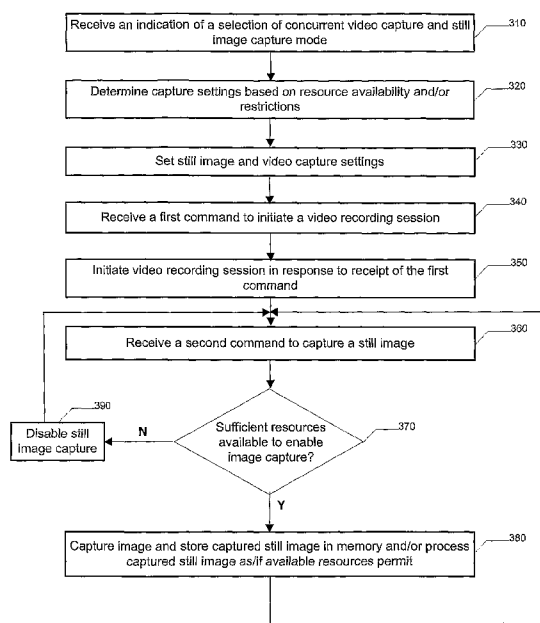 Receive an indication of a selection of concurrent video capture and still
image capture mode
310
Determine capture settings based on resource availability and/or
restrictions
320
Set still image and video capture settings
330
Receive a first command to initiate a video recording session
340
Initiate video recording session in response to receipt of the first
command
350
Receive a second command to capture a still image
360
390
Disable still
image capture
N
Sufficient resources
available to enable
image capture?
370
Y
Capture image and store captured still image in memory and/or process
captured still image as/if available resources permit
380